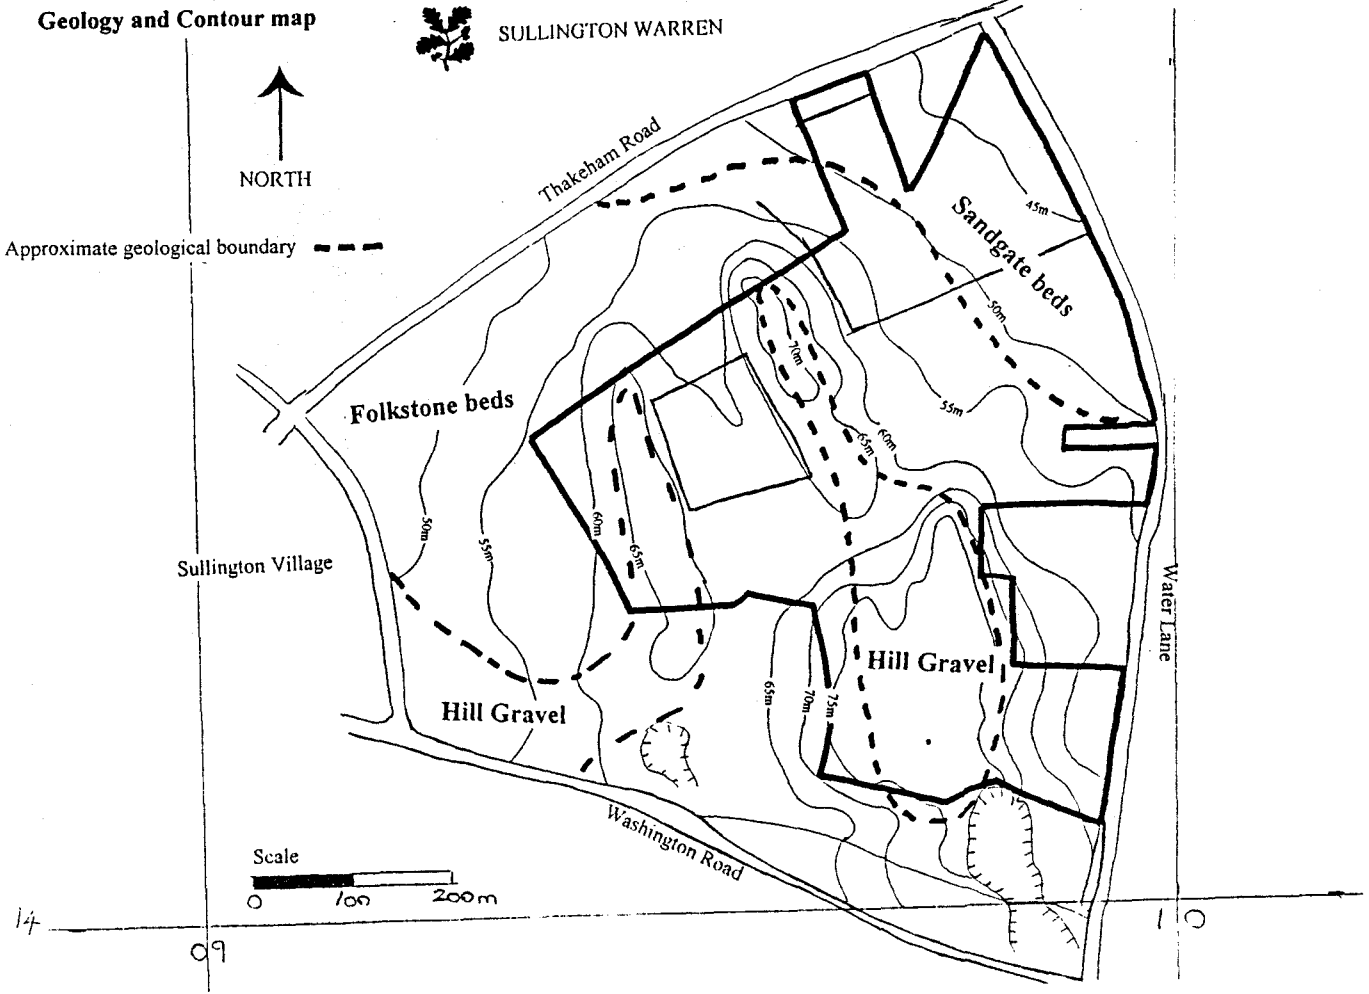 Geology and Contour map
SULLINGTON WARREN
NORTH
Thakeham Road
Approximate geological boundary
Sandgate beds
45m
50m
70m
Folkstone beds
55m
60m
65m
50m
55m
60m
65m
Sullington Village
Water Lane
Hill Gravel
65m
70m
75m
Hill Gravel
Washington Road
Scale
0 100 200m
14
09
10